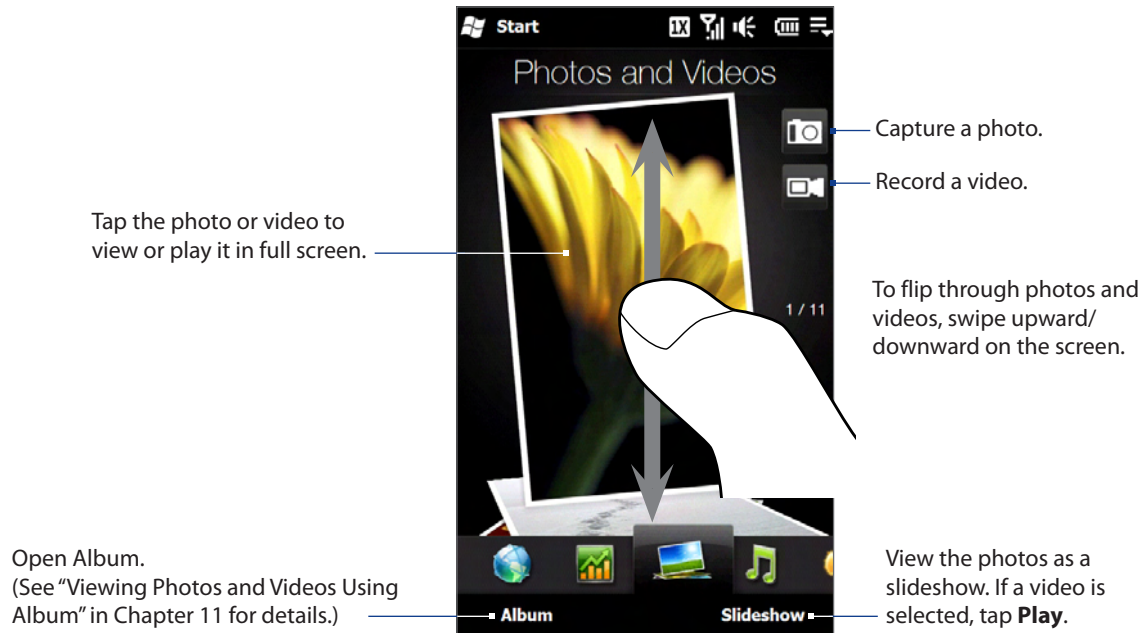 Start
1X
Photos and Videos
Capture a photo.
Record a video.
Tap the photo or video to
view or play it in full screen.
To flip through photos and
videos, swipe upward/
downward on the screen.
1 / 11
Open Album.
(See “Viewing Photos and Videos Using
Album” in Chapter 11 for details.)
Album
Slideshow
View the photos as a
slideshow. If a video is
selected, tap Play.